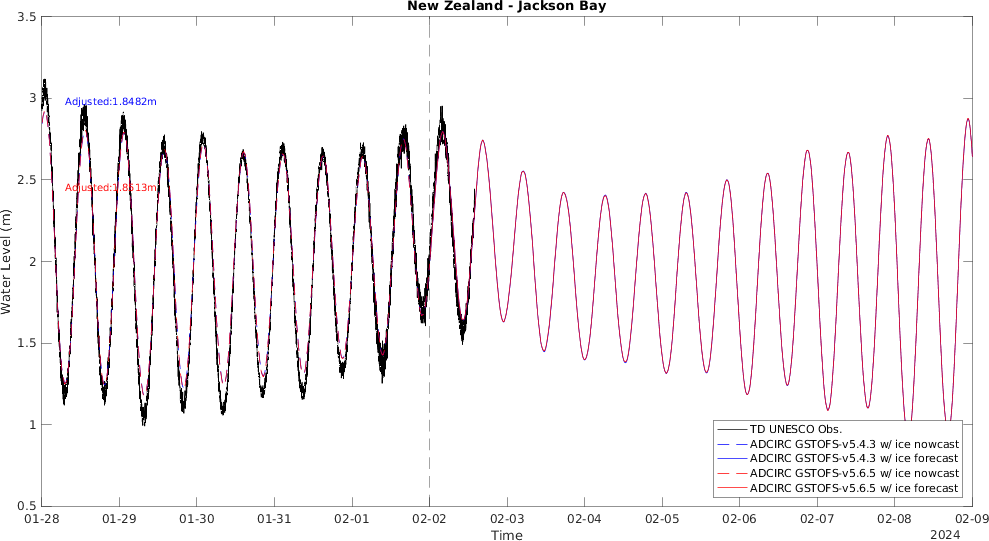 New Zealand - Jackson Bay
3.5
3
2.5
2
1.5
1
0.5
Water Level (m)
Adjusted:1.8482m
Adjusted:1.8513m
TD UNESCO Obs.
ADCIRC GSTOFS-v5.4.3 w/ ice nowcast
ADCIRC GSTOFS-v5.4.3 w/ ice forecast
ADCIRC GSTOFS-v5.6.5 w/ ice nowcast
ADCIRC GSTOFS-v5.6.5 w/ ice forecast
01-28 01-29 01-30 01-31 02-01 02-02 02-03 02-04 02-05 02-06 02-07 02-08 02-09
Time
2024